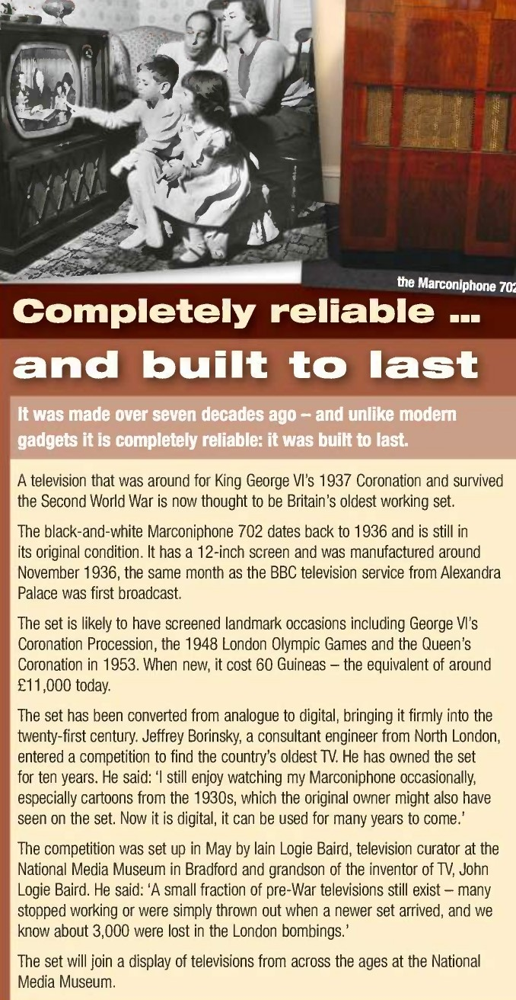 the Marconiphone 702
Completely reliable ...
and built to last
It was made over seven decades ago – and unlike modern
gadgets it is completely reliable: it was built to last.
A television that was around for King George VI's 1937 Coronation and survived
the Second World War is now thought to be Britain's oldest working set.
The black-and-white Marconiphone 702 dates back to 1936 and is still in
its original condition. It has a 12-inch screen and was manufactured around
November 1936, the same month as the BBC television service from Alexandra
Palace was first broadcast.
The set is likely to have screened landmark occasions including George VI's
Coronation Procession, the 1948 London Olympic Games and the Queen's
Coronation in 1953. When new, it cost 60 Guineas – the equivalent of around
£11,000 today.
The set has been converted from analogue to digital, bringing it firmly into the
twenty-first century. Jeffrey Borinsky, a consultant engineer from North London,
entered a competition to find the country's oldest TV. He has owned the set
for ten years. He said: 'I still enjoy watching my Marconiphone occasionally,
especially cartoons from the 1930s, which the original owner might also have
seen on the set. Now it is digital, it can be used for many years to come.'
The competition was set up in May by Iain Logie Baird, television curator at the
National Media Museum in Bradford and grandson of the inventor of TV, John
Logie Baird. He said: 'A small fraction of pre-War televisions still exist – many
stopped working or were simply thrown out when a newer set arrived, and we
know about 3,000 were lost in the London bombings.'
The set will join a display of televisions from across the ages at the National
Media Museum.